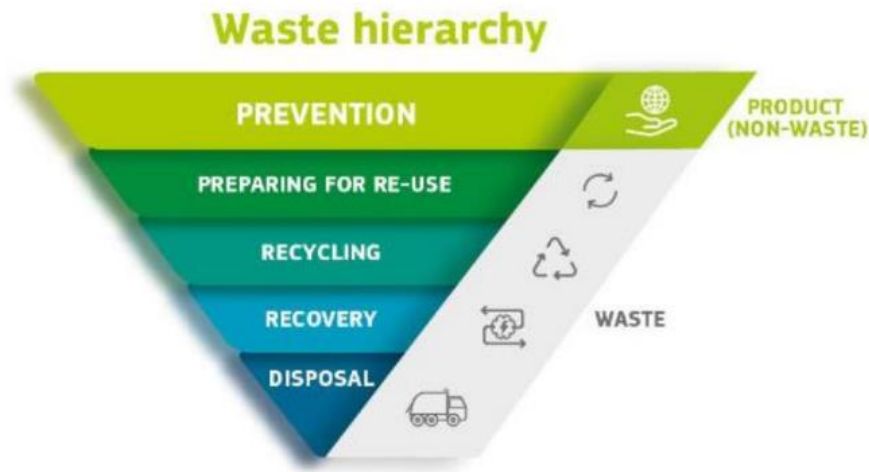 Waste hierarchy
PREVENTION
PRODUCT
(NON-WASTE)
PREPARING FOR RE-USE
RECYCLING
RECOVERY
WASTE
DISPOSAL